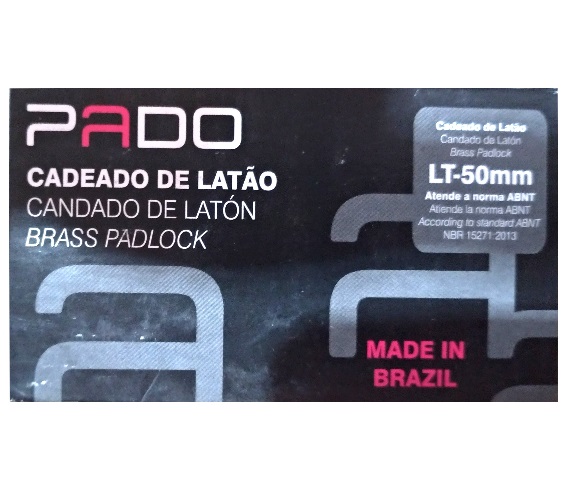 PADO
CADEADO DE LATÃO
CANDADO DE LATÓN
BRASS PADLOCK
Cadeado de Latão
Candado de Latón
Brass Padlock
LT-50mm
Atende a norma ABNT
Atiende la norma ABNT
According to standard ABNT
NBR 15271:2013
MADE IN
BRAZIL